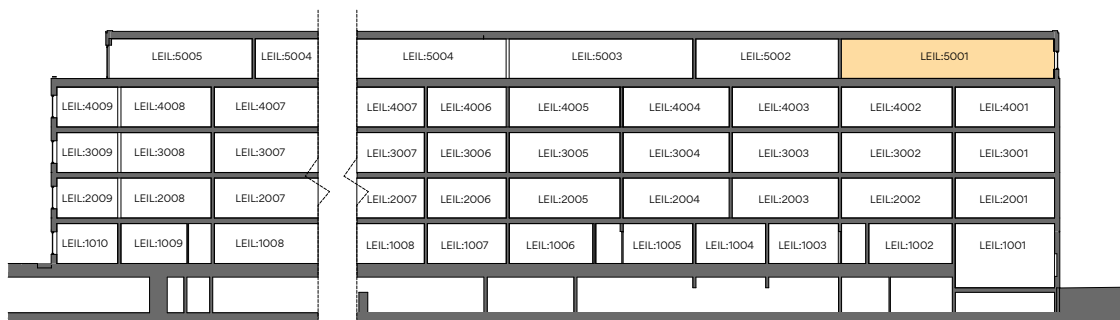 LEIL:5005 LEIL:5004 LEIL:5004 LEIL:5003 LEIL:5002 LEIL:5001
LEIL:4009 LEIL:4008 LEIL:4007 LEIL:4007 LEIL:4006 LEIL:4005 LEIL:4004 LEIL:4003 LEIL:4002 LEIL:4001
LEIL:3009 LEIL:3008 LEIL:3007 LEIL:3007 LEIL:3006 LEIL:3005 LEIL:3004 LEIL:3003 LEIL:3002 LEIL:3001
LEIL:2009 LEIL:2008 LEIL:2007 LEIL:2007 LEIL:2006 LEIL:2005 LEIL:2004 LEIL:2003 LEIL:2002 LEIL:2001
LEIL:1010 LEIL:1009 LEIL:1008 LEIL:1008 LEIL:1007 LEIL:1006 LEIL:1005 LEIL:1004 LEIL:1003 LEIL:1002 LEIL:1001